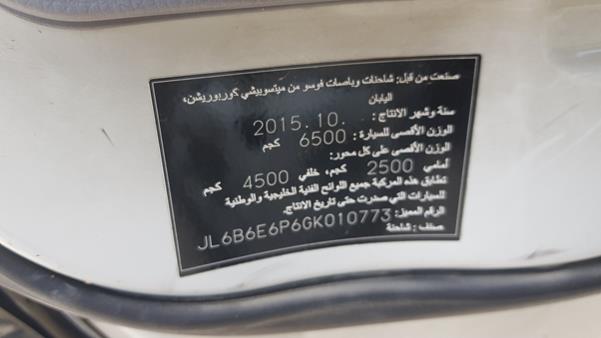 صنعت من قبل: شاحنات وباصات فوسو من ميتسوبيشي كوربوريشن،
اليابان
سنة وشهر الانتاج : 2015.10.
الوزن الأقصى للسيارة : 6500 كجم
الوزن الأقصى على كل محور:
أمامي 2500 كجم، خلفي 4500 كجم
تطابق هذه المركبة جميع اللوائح الفنية الخليجية والوطنية
للسيارات التي صدرت حتى تاريخ الانتاج.
الرقم المميز: JL6B6E6P6GK010773
صنف : شاحنة